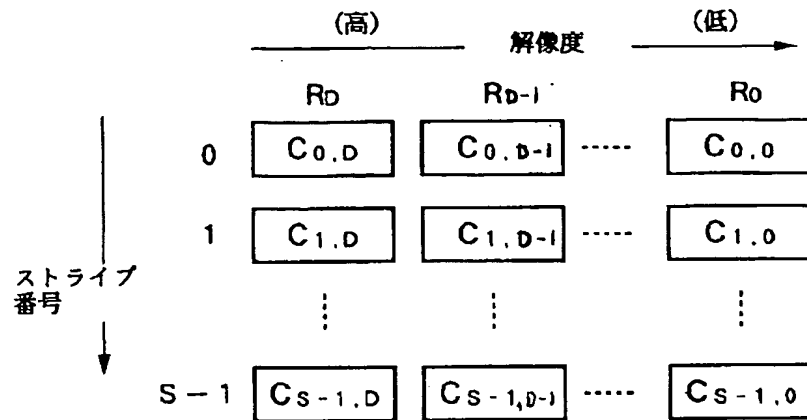 (高) 解像度 (低)
RD RD-1 R0
0 C0,D C0,D-1 C0,0
1 C1,D C1,D-1 C1,0
ストライプ
番号
S-1 CS-1,D CS-1,D-1 CS-1,0